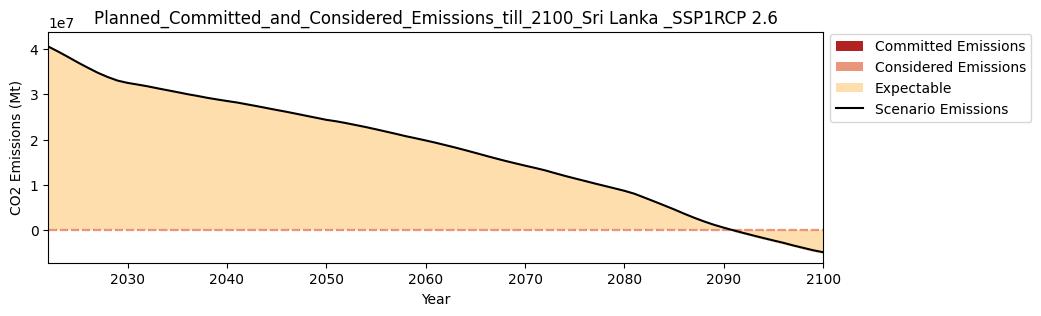 Planned_Committed_and_Considered_Emissions_till_2100_Sri Lanka _SSP1RCP 2.6
1e7
4
3
2
1
0
CO2 Emissions (Mt)
2030 2040 2050 2060 2070 2080 2090 2100
Year
Committed Emissions
Considered Emissions
Expectable
Scenario Emissions